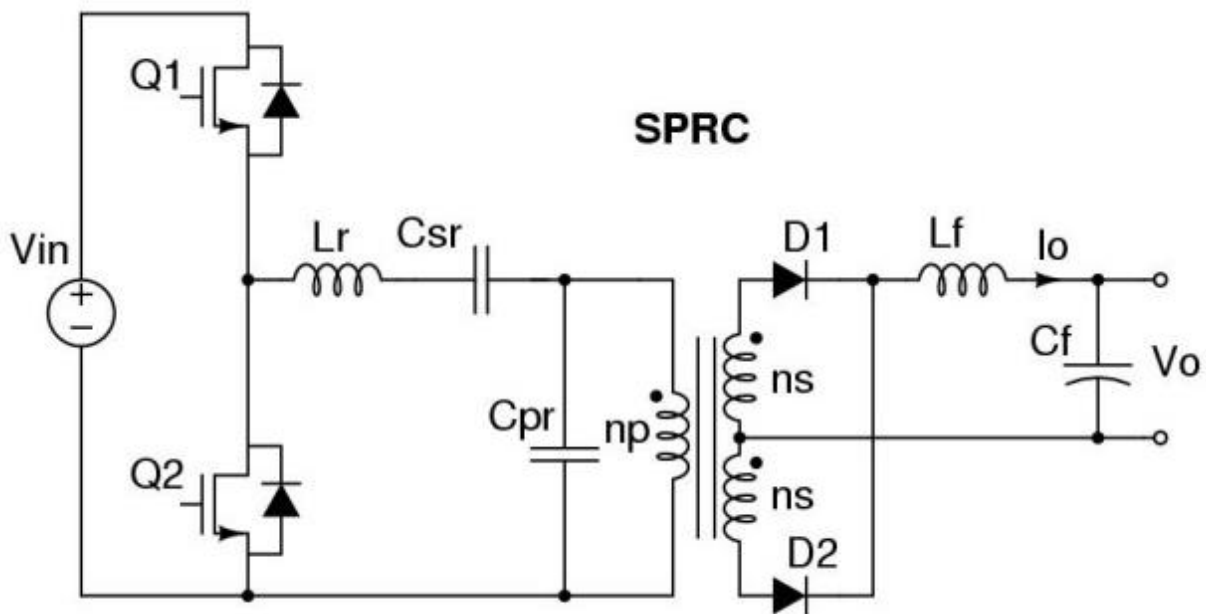 Q1
SPRC
Vin
+
−
Lr
Csr
D1
Lf
Io
Cpr
np
ns
Cf
Vo
Q2
ns
D2